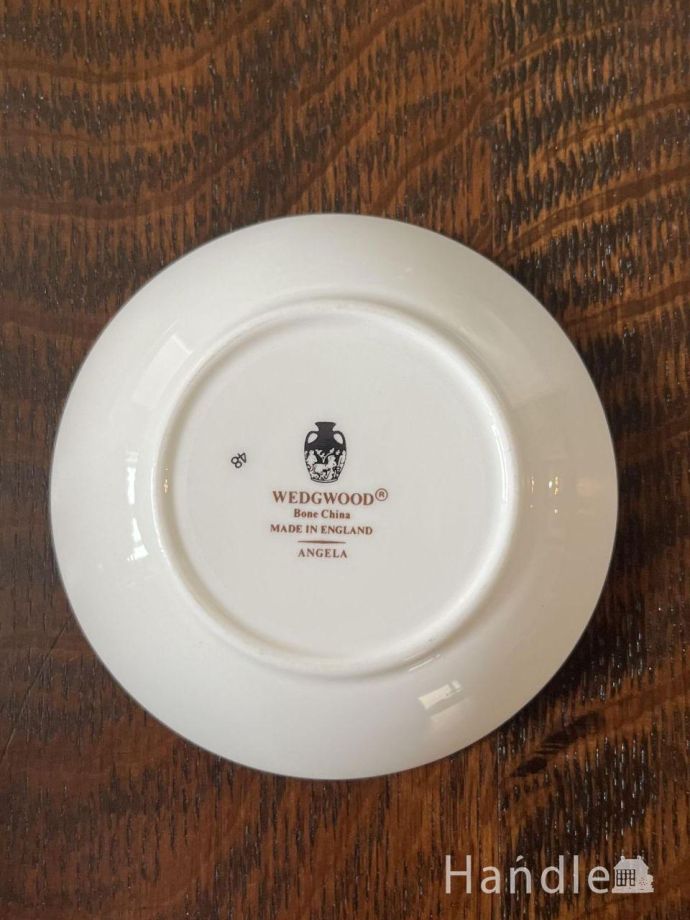 48
WEDGWOOD®
Bone China
MADE IN ENGLAND
ANGELA
Handle